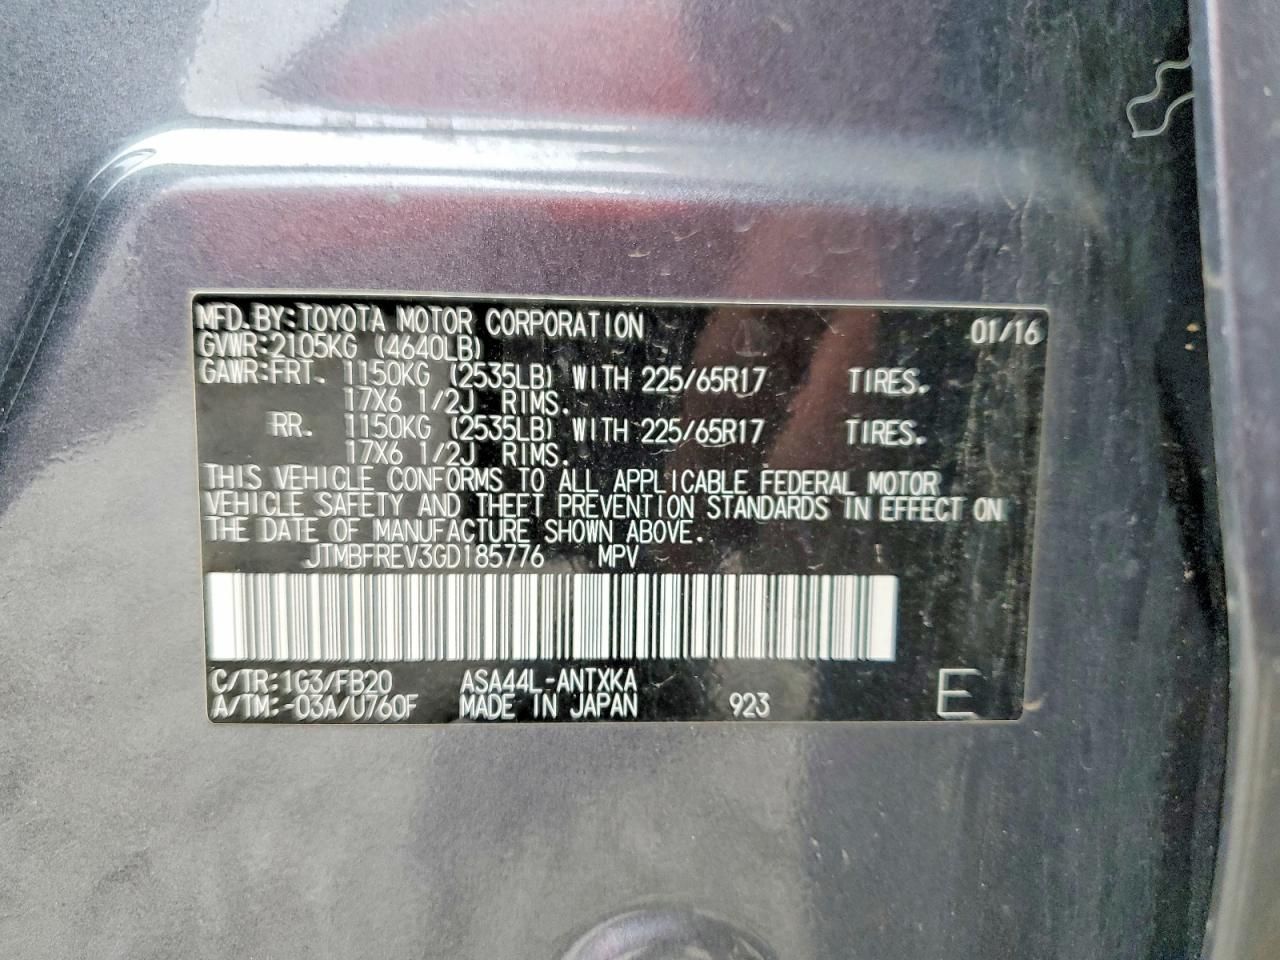 MFD. BY: TOYOTA MOTOR CORPORATION 01/16
GVWR: 2105KG (4640LB)
GAWR: FRT. 1150KG (2535LB) WITH 225/65R17 TIRES.
17X6 1/2J RIMS.
RR. 1150KG (2535LB) WITH 225/65R17 TIRES.
17X6 1/2J RIMS.
THIS VEHICLE CONFORMS TO ALL APPLICABLE FEDERAL MOTOR
VEHICLE SAFETY AND THEFT PREVENTION STANDARDS IN EFFECT ON
THE DATE OF MANUFACTURE SHOWN ABOVE.
JTMBFREV3GD185776 MPV
C/TR: 1G3/FB20 ASA44L-ANTXKA
A/TM: -03A/U760F MADE IN JAPAN 923 E